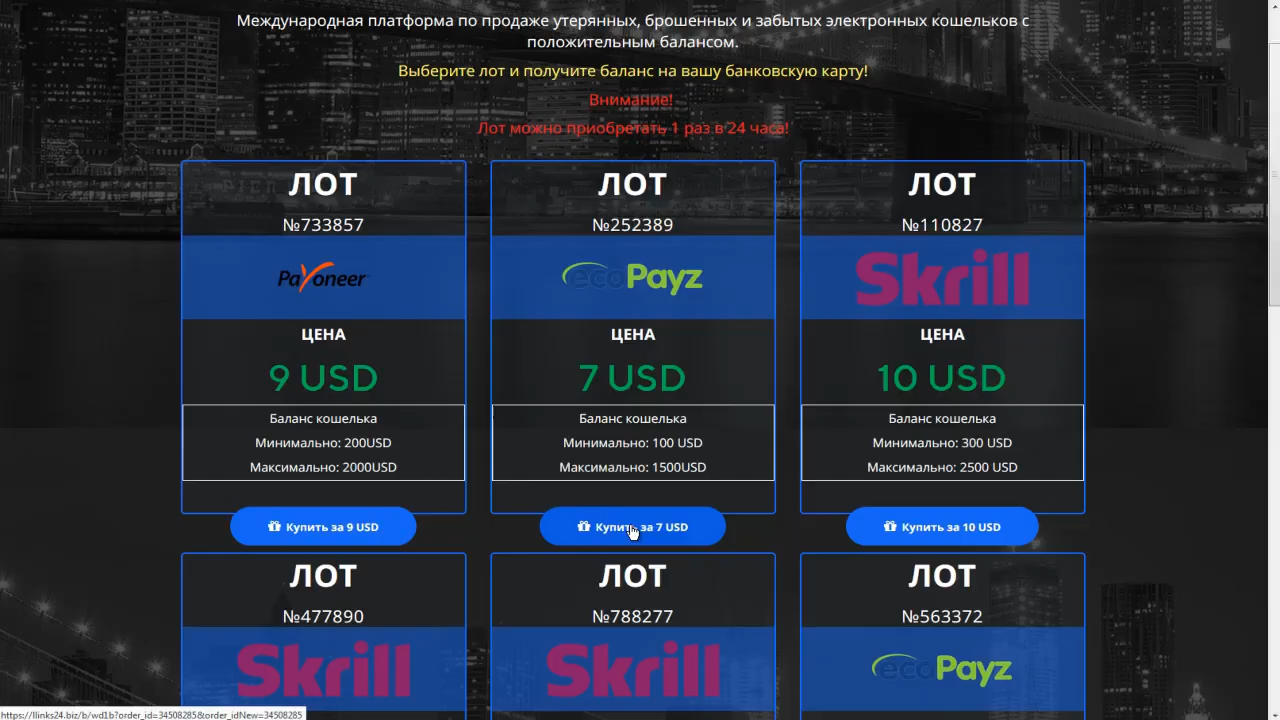 Международная платформа по продаже утерянных, брошенных и забытых электронных кошельков с
положительным балансом.
Выберите лот и получите баланс на вашу банковскую карту!
Внимание!
Лот можно приобретать 1 раз в 24 часа!
ЛОТ
№733857
Payoneer
ЦЕНА
9 USD
Баланс кошелька
Минимально: 200USD
Максимально: 2000USD
Купить за 9 USD
ЛОТ
№252389
ecoPayz
ЦЕНА
7 USD
Баланс кошелька
Минимально: 100 USD
Максимально: 1500USD
Купить за 7 USD
ЛОТ
№110827
Skrill
ЦЕНА
10 USD
Баланс кошелька
Минимально: 300 USD
Максимально: 2500 USD
Купить за 10 USD
ЛОТ
№477890
Skrill
ЛОТ
№788277
Skrill
ЛОТ
№563372
ecoPayz
https://llinks24.biz/b/wd1b?order_id=34508285&order_idNew=34508285